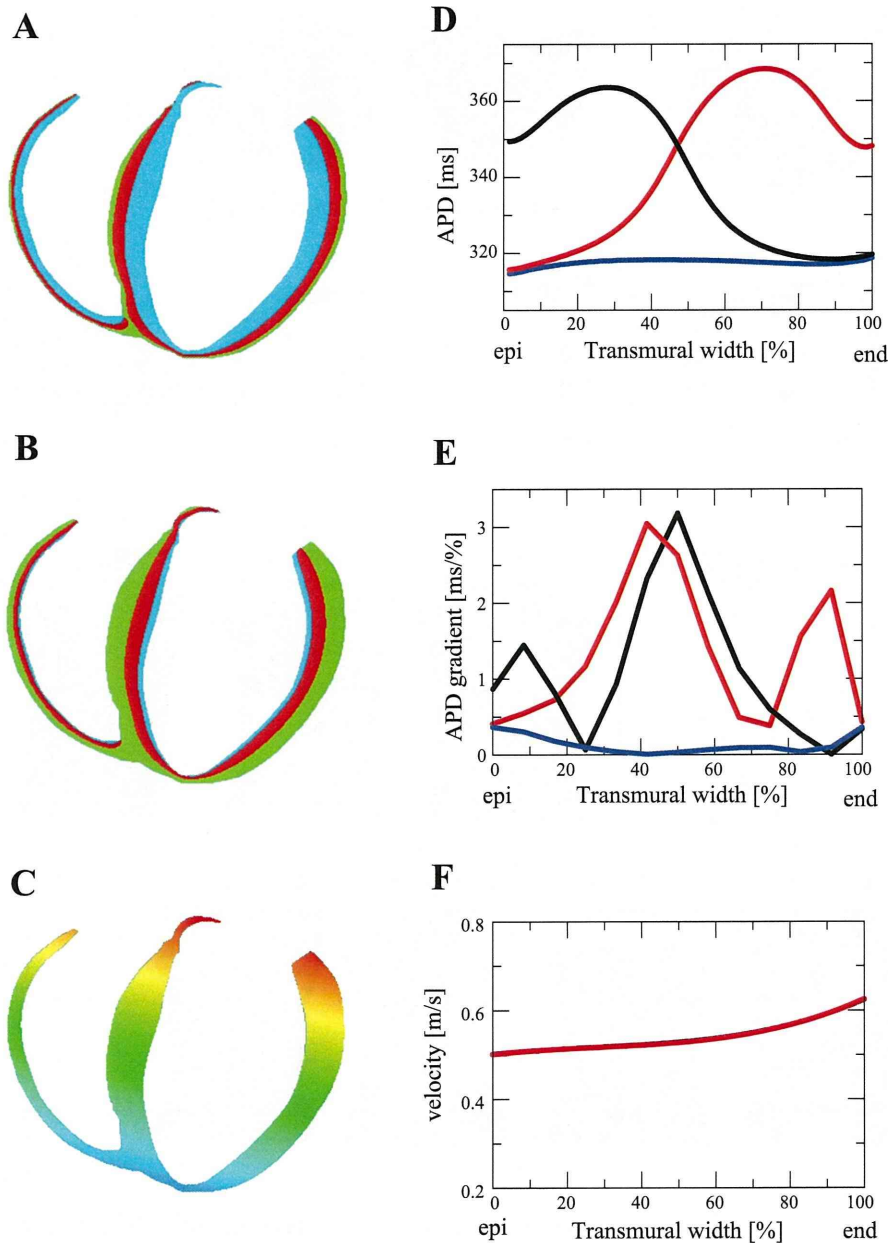 A
D
APD [ms]
360
340
320
0
20
40
60
80
100
epi
Transmural width [%]
end
B
E
APD gradient [ms/%]
3
2
1
0
0
20
40
60
80
100
epi
Transmural width [%]
end
C
F
velocity [m/s]
0.8
0.6
0.4
0.2
0
20
40
60
80
100
epi
Transmural width [%]
end